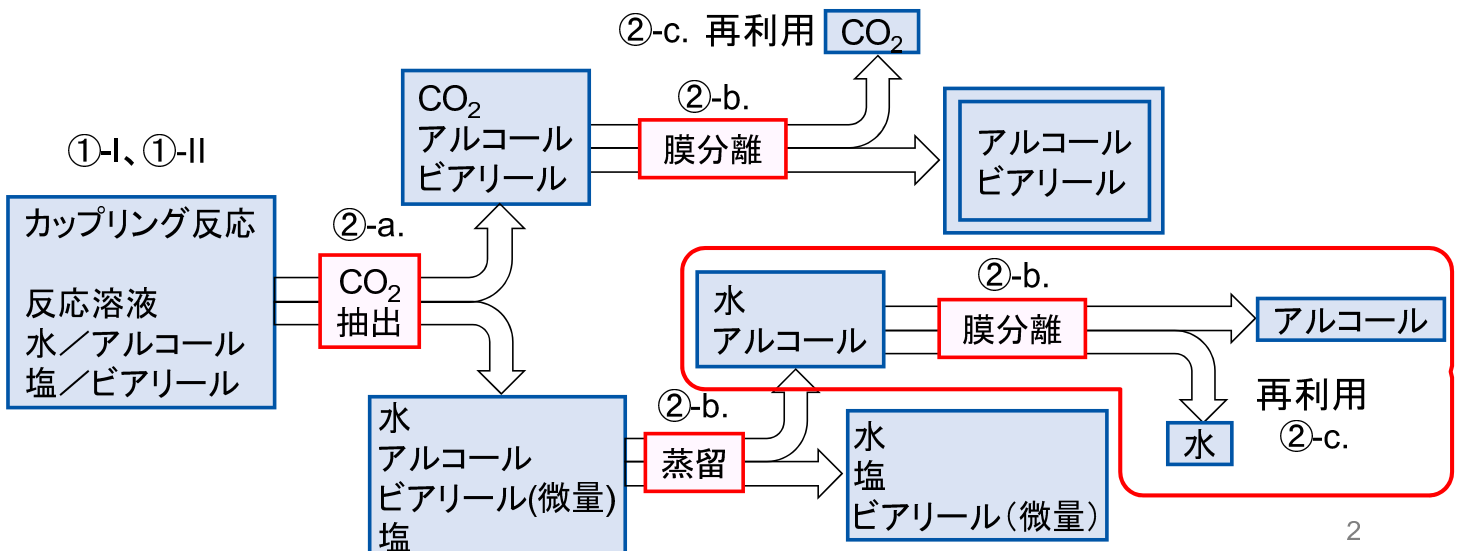 ②-c. 再利用
CO2
CO2
アルコール
ビアリール
②-b.
膜分離
アルコール
ビアリール
①-I、①-II
カップリング反応
反応溶液
水／アルコール
塩／ビアリール
②-a.
CO2
抽出
水
アルコール
②-b.
膜分離
アルコール
再利用
②-c.
水
水
アルコール
ビアリール(微量)
塩
②-b.
蒸留
水
塩
ビアリール（微量）
2